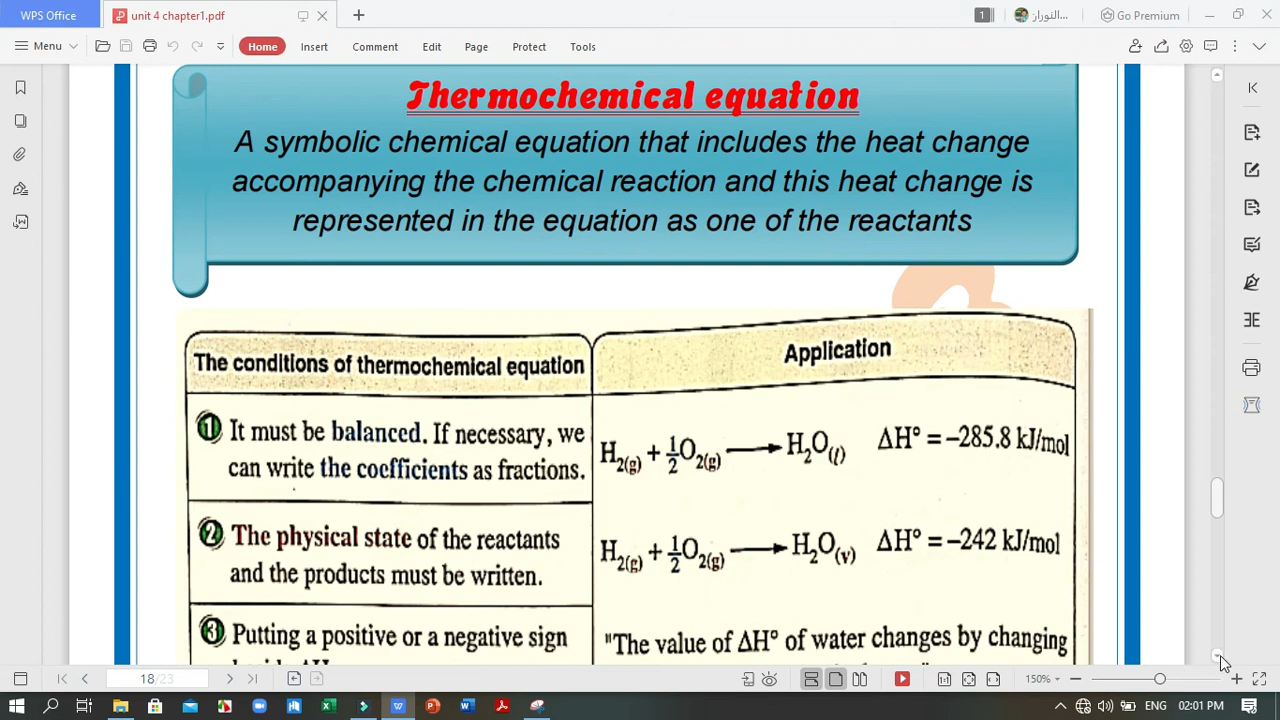 WPS Office
unit 4 chapter1.pdf
1
النورار...
Go Premium
Menu
Home
Insert
Comment
Edit
Page
Protect
Tools
Thermochemical equation
A symbolic chemical equation that includes the heat change
accompanying the chemical reaction and this heat change is
represented in the equation as one of the reactants
The conditions of thermochemical equation
Application
1 It must be balanced. If necessary, we
can write the coefficients as fractions.
H₂(g) + ½O₂(g) ⟶ H₂O(l) ΔH° = –285.8 kJ/mol
2 The physical state of the reactants
and the products must be written.
H₂(g) + ½O₂(g) ⟶ H₂O(v) ΔH° = –242 kJ/mol
3 Putting a positive or a negative sign
"The value of ΔH° of water changes by changing
18/23
150%
ENG
02:01 PM